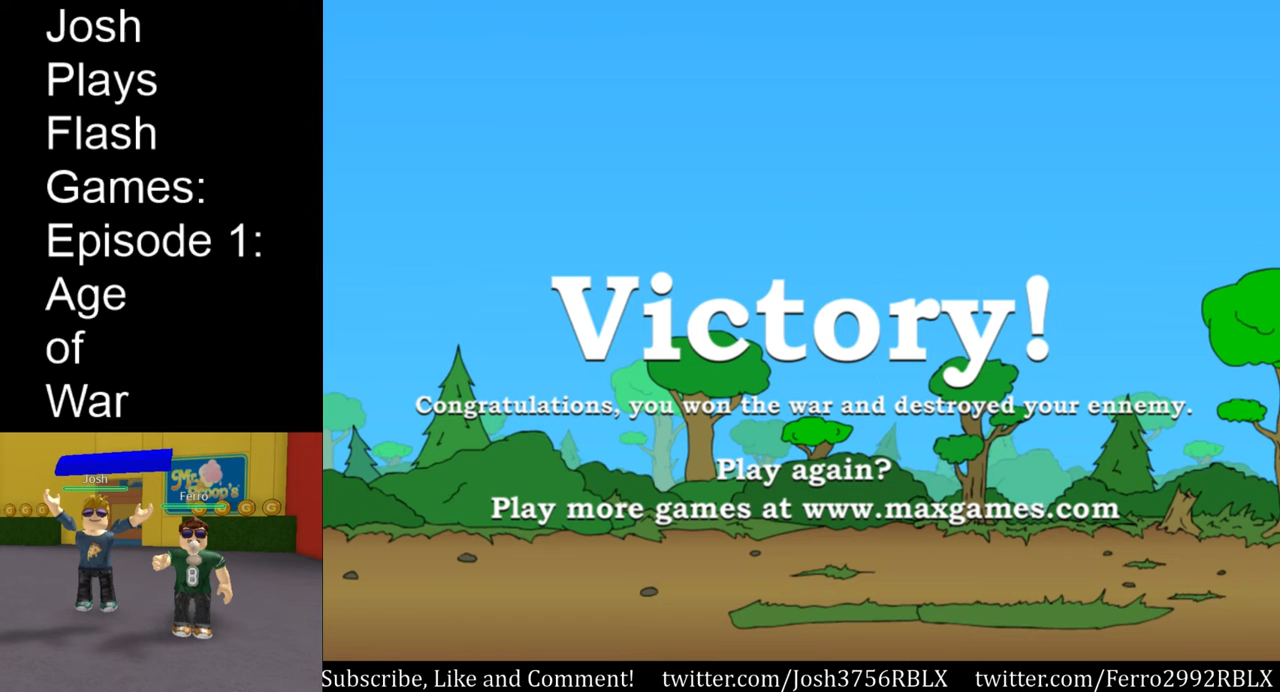 Josh
Plays
Flash
Games:
Episode 1:
Age
of
War
Josh
Ferro
Victory!
Congratulations, you won the war and destroyed your ennemy.
Play again?
Play more games at www.maxgames.com
Subscribe, Like and Comment! twitter.com/Josh3756RBLX twitter.com/Ferro2992RBLX